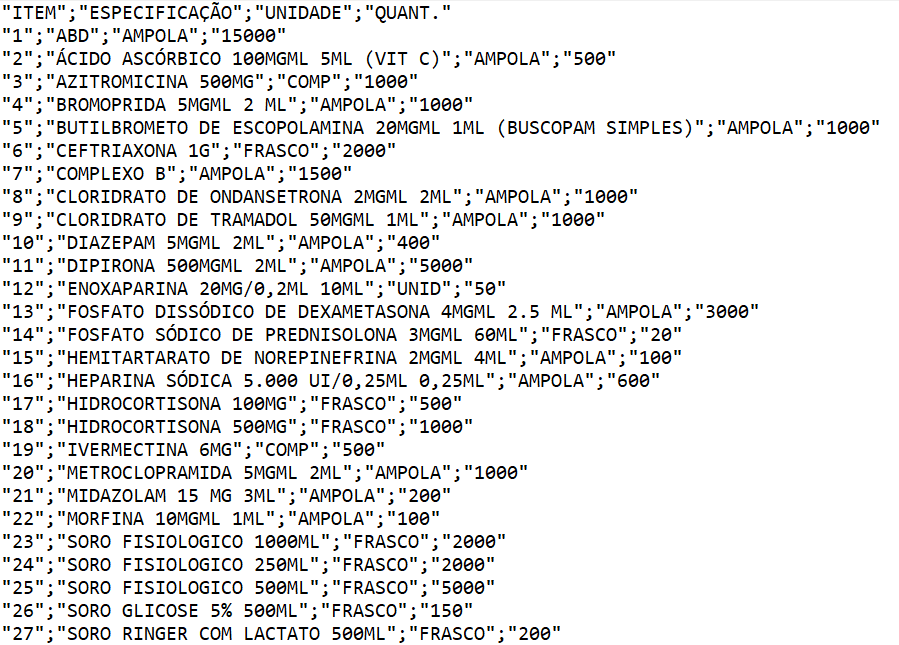 "ITEM";"ESPECIFICAÇÃO";"UNIDADE";"QUANT."
"1";"ABD";"AMPOLA";"15000"
"2";"ÁCIDO ASCÓRBICO 100MGML 5ML (VIT C)";"AMPOLA";"500"
"3";"AZITROMICINA 500MG";"COMP";"1000"
"4";"BROMOPRIDA 5MGML 2 ML";"AMPOLA";"1000"
"5";"BUTILBROMETO DE ESCOPOLAMINA 20MGML 1ML (BUSCOPAM SIMPLES)";"AMPOLA";"1000"
"6";"CEFTRIAXONA 1G";"FRASCO";"2000"
"7";"COMPLEXO B";"AMPOLA";"1500"
"8";"CLORIDRATO DE ONDANSETRONA 2MGML 2ML";"AMPOLA";"1000"
"9";"CLORIDRATO DE TRAMADOL 50MGML 1ML";"AMPOLA";"1000"
"10";"DIAZEPAM 5MGML 2ML";"AMPOLA";"400"
"11";"DIPIRONA 500MGML 2ML";"AMPOLA";"5000"
"12";"ENOXAPARINA 20MG/0,2ML 10ML";"UNID";"50"
"13";"FOSFATO DISSÓDICO DE DEXAMETASONA 4MGML 2.5 ML";"AMPOLA";"3000"
"14";"FOSFATO SÓDICO DE PREDNISOLONA 3MGML 60ML";"FRASCO";"20"
"15";"HEMITARTARATO DE NOREPINEFRINA 2MGML 4ML";"AMPOLA";"100"
"16";"HEPARINA SÓDICA 5.000 UI/0,25ML 0,25ML";"AMPOLA";"600"
"17";"HIDROCORTISONA 100MG";"FRASCO";"500"
"18";"HIDROCORTISONA 500MG";"FRASCO";"1000"
"19";"IVERMECTINA 6MG";"COMP";"500"
"20";"METROCLOPRAMIDA 5MGML 2ML";"AMPOLA";"1000"
"21";"MIDAZOLAM 15 MG 3ML";"AMPOLA";"200"
"22";"MORFINA 10MGML 1ML";"AMPOLA";"100"
"23";"SORO FISIOLOGICO 1000ML";"FRASCO";"2000"
"24";"SORO FISIOLOGICO 250ML";"FRASCO";"2000"
"25";"SORO FISIOLOGICO 500ML";"FRASCO";"5000"
"26";"SORO GLICOSE 5% 500ML";"FRASCO";"150"
"27";"SORO RINGER COM LACTATO 500ML";"FRASCO";"200"